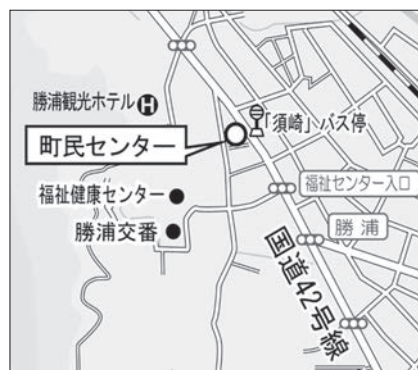 勝浦観光ホテル H
「須崎」バス停
町民センター
福祉健康センター
福祉センター入口
勝浦交番
勝浦
国道42号線